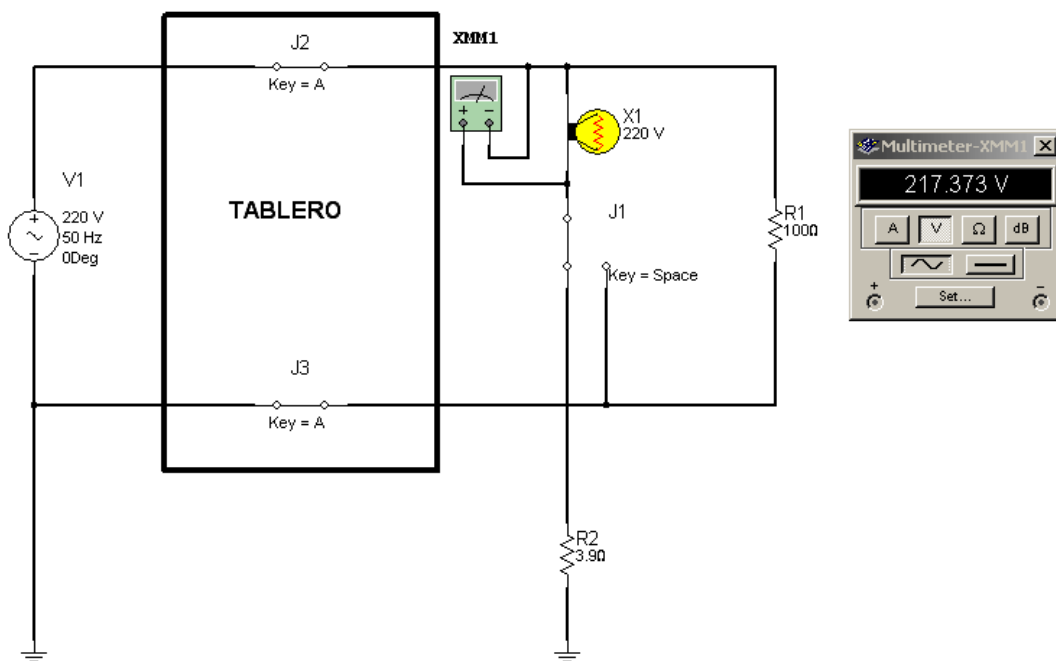 J2
Key = A
XMM1
+ −
X1
220 V
Multimeter-XMM1
217.373 V
A V Ω dB
+ Set... −
V1
+
220 V
50 Hz
0Deg
−
TABLERO
J1
Key = Space
R1
100Ω
J3
Key = A
R2
3.9Ω